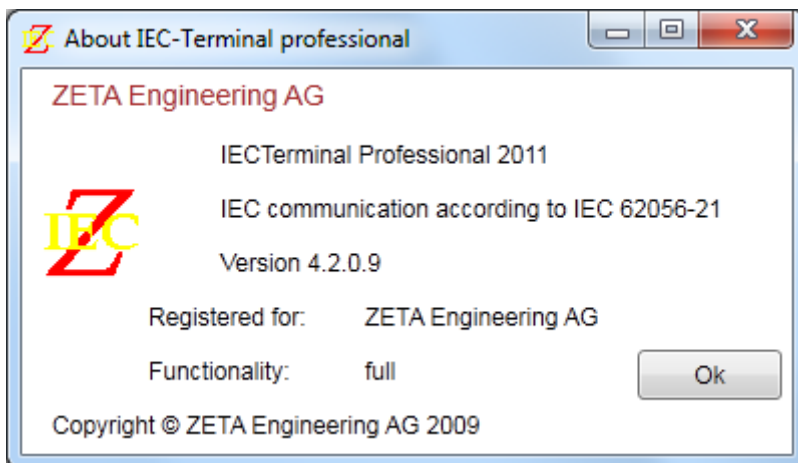 About IEC-Terminal professional
ZETA Engineering AG
IECTerminal Professional 2011
IEC communication according to IEC 62056-21
IEC
Z
Version 4.2.0.9
Registered for: ZETA Engineering AG
Functionality: full
Ok
Copyright © ZETA Engineering AG 2009